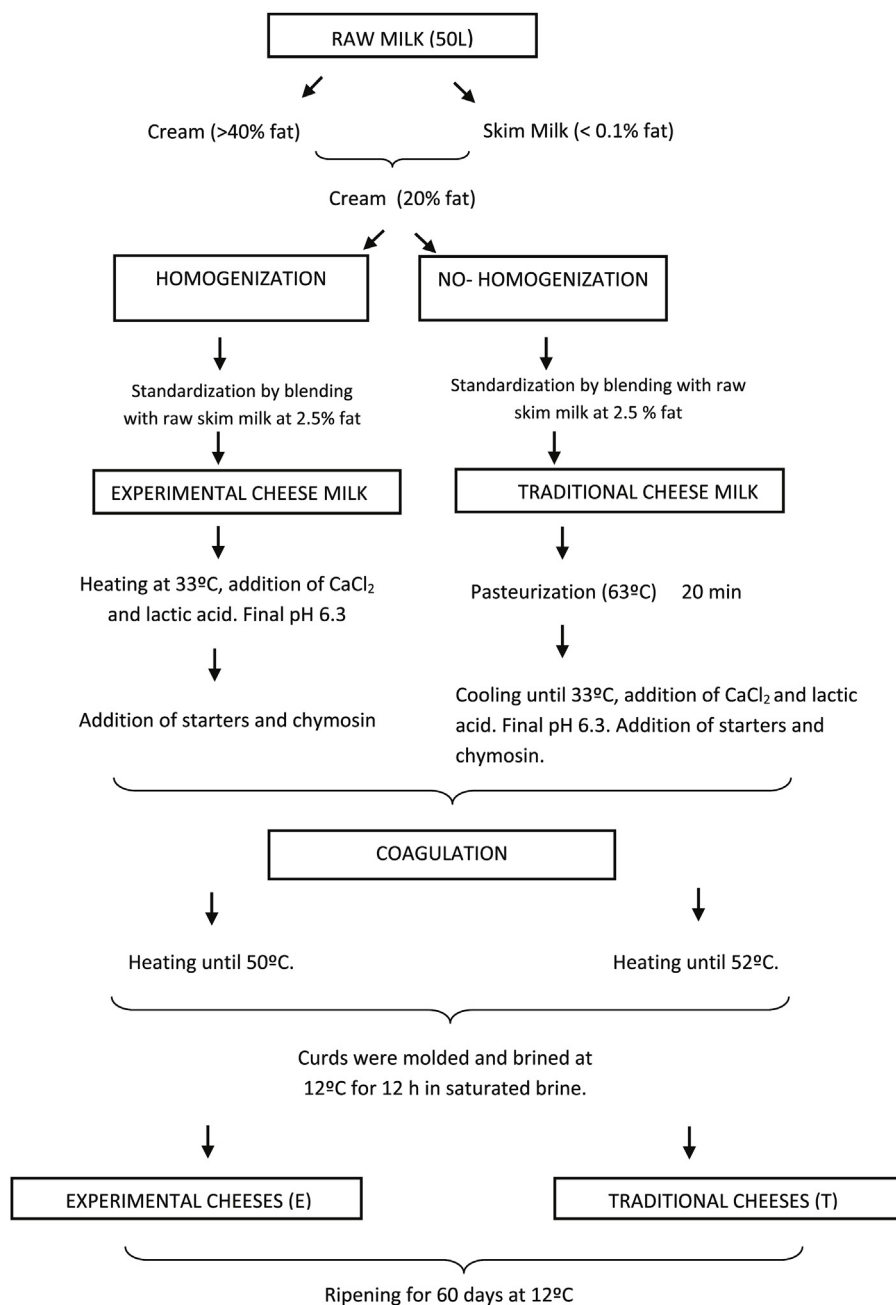 RAW MILK (50L)
Cream (>40% fat)
Skim Milk (< 0.1% fat)
Cream (20% fat)
HOMOGENIZATION
NO- HOMOGENIZATION
Standardization by blending
with raw skim milk at 2.5% fat
Standardization by blending with raw
skim milk at 2.5 % fat
EXPERIMENTAL CHEESE MILK
TRADITIONAL CHEESE MILK
Heating at 33ºC, addition of CaCl₂
and lactic acid. Final pH 6.3
Pasteurization (63ºC) 20 min
Addition of starters and chymosin
Cooling until 33ºC, addition of CaCl₂ and lactic
acid. Final pH 6.3. Addition of starters and
chymosin.
COAGULATION
Heating until 50ºC.
Heating until 52ºC.
Curds were molded and brined at
12ºC for 12 h in saturated brine.
EXPERIMENTAL CHEESES (E)
TRADITIONAL CHEESES (T)
Ripening for 60 days at 12ºC